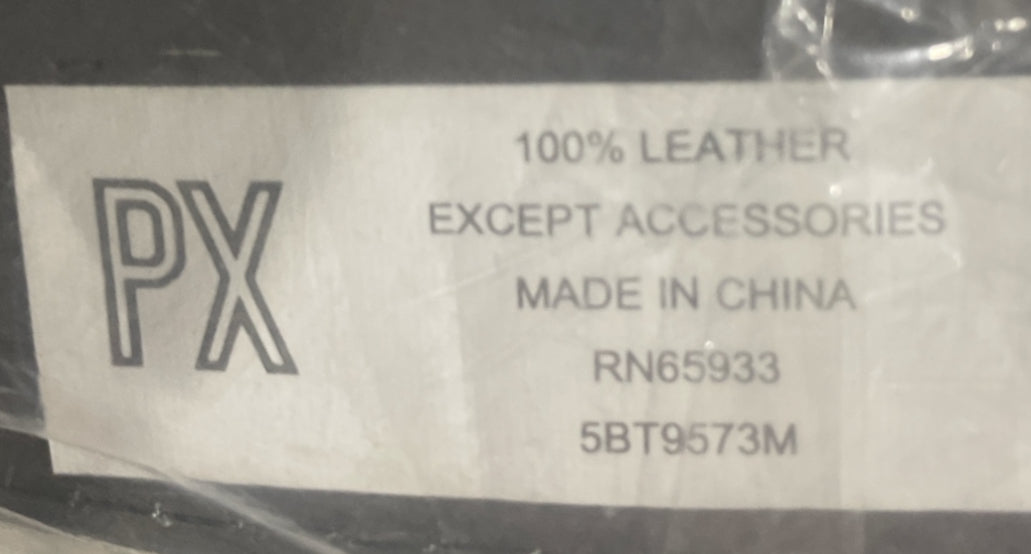 PX
100% LEATHER
EXCEPT ACCESSORIES
MADE IN CHINA
RN65933
5BT9573M